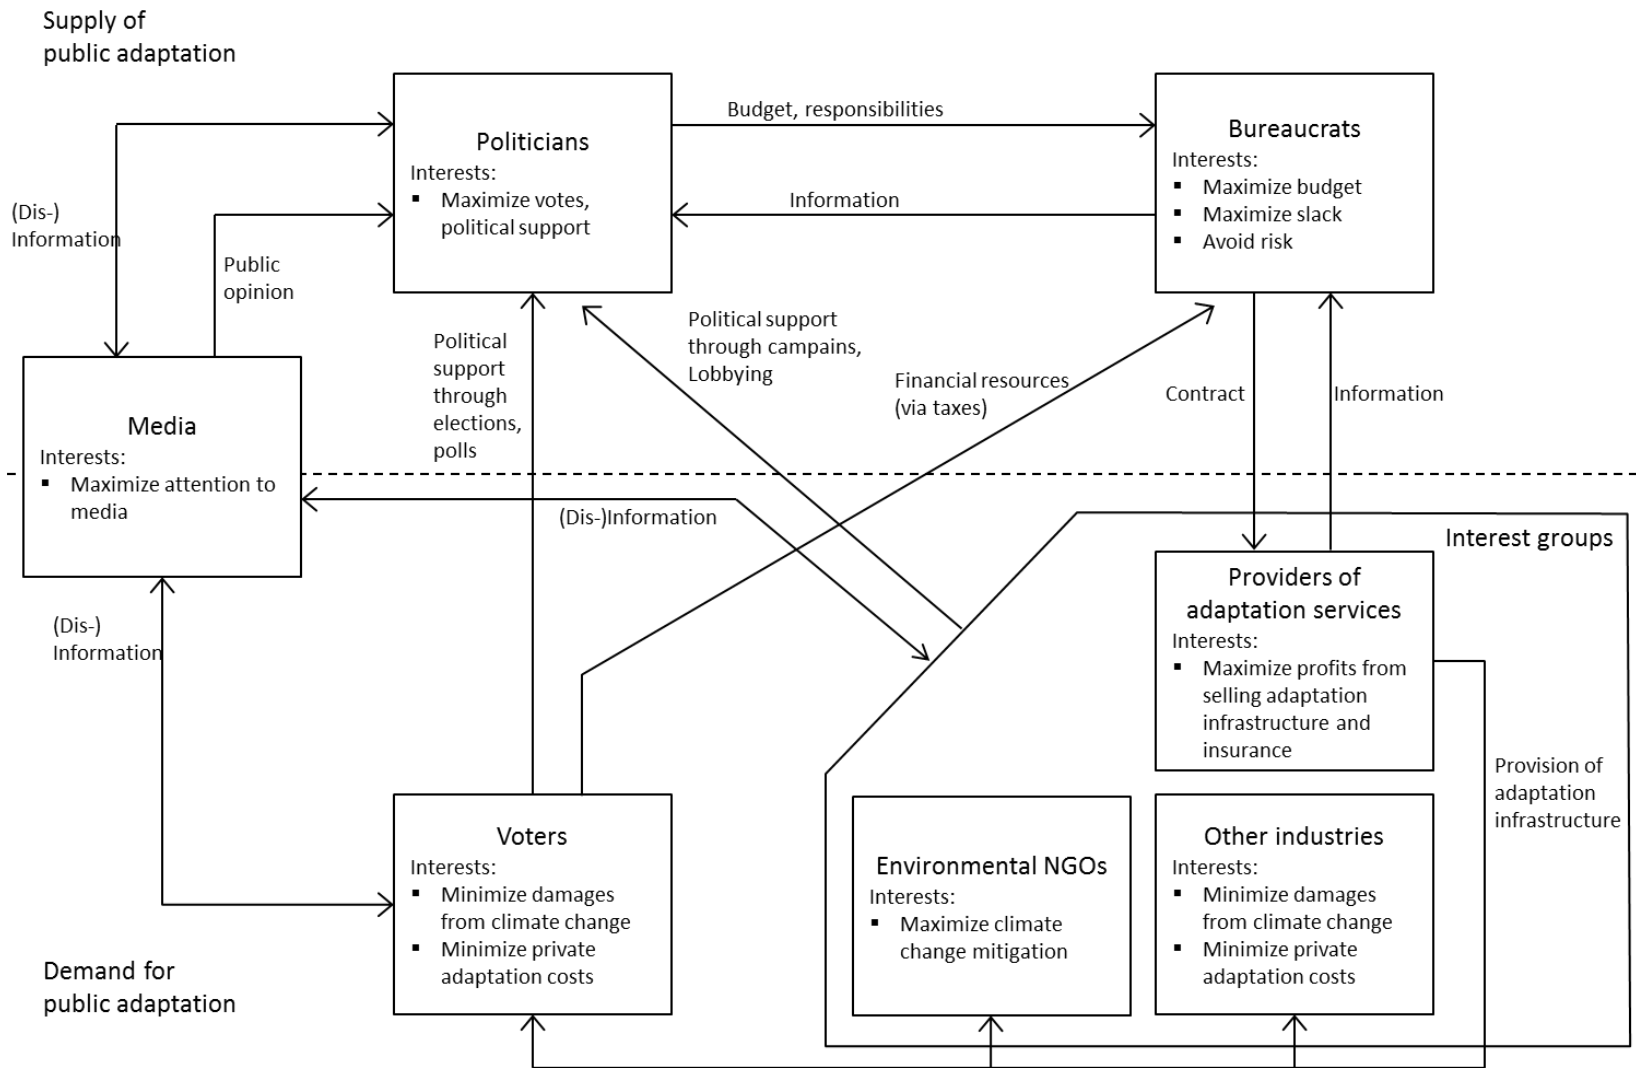 Supply of
public adaptation
Politicians
Interests:
▪ Maximize votes,
political support
Budget, responsibilities
Information
Bureaucrats
Interests:
▪ Maximize budget
▪ Maximize slack
▪ Avoid risk
(Dis-)
Information
Public
opinion
Political
support
through
elections,
polls
Political support
through campains,
Lobbying
Financial resources
(via taxes)
Contract
Information
Media
Interests:
▪ Maximize attention to
media
(Dis-)Information
Interest groups
Providers of
adaptation services
Interests:
▪ Maximize profits from
selling adaptation
infrastructure and
insurance
(Dis-)
Information
Provision of
adaptation
infrastructure
Voters
Interests:
▪ Minimize damages
from climate change
▪ Minimize private
adaptation costs
Environmental NGOs
Interests:
▪ Maximize climate
change mitigation
Other industries
Interests:
▪ Minimize damages
from climate change
▪ Minimize private
adaptation costs
Demand for
public adaptation